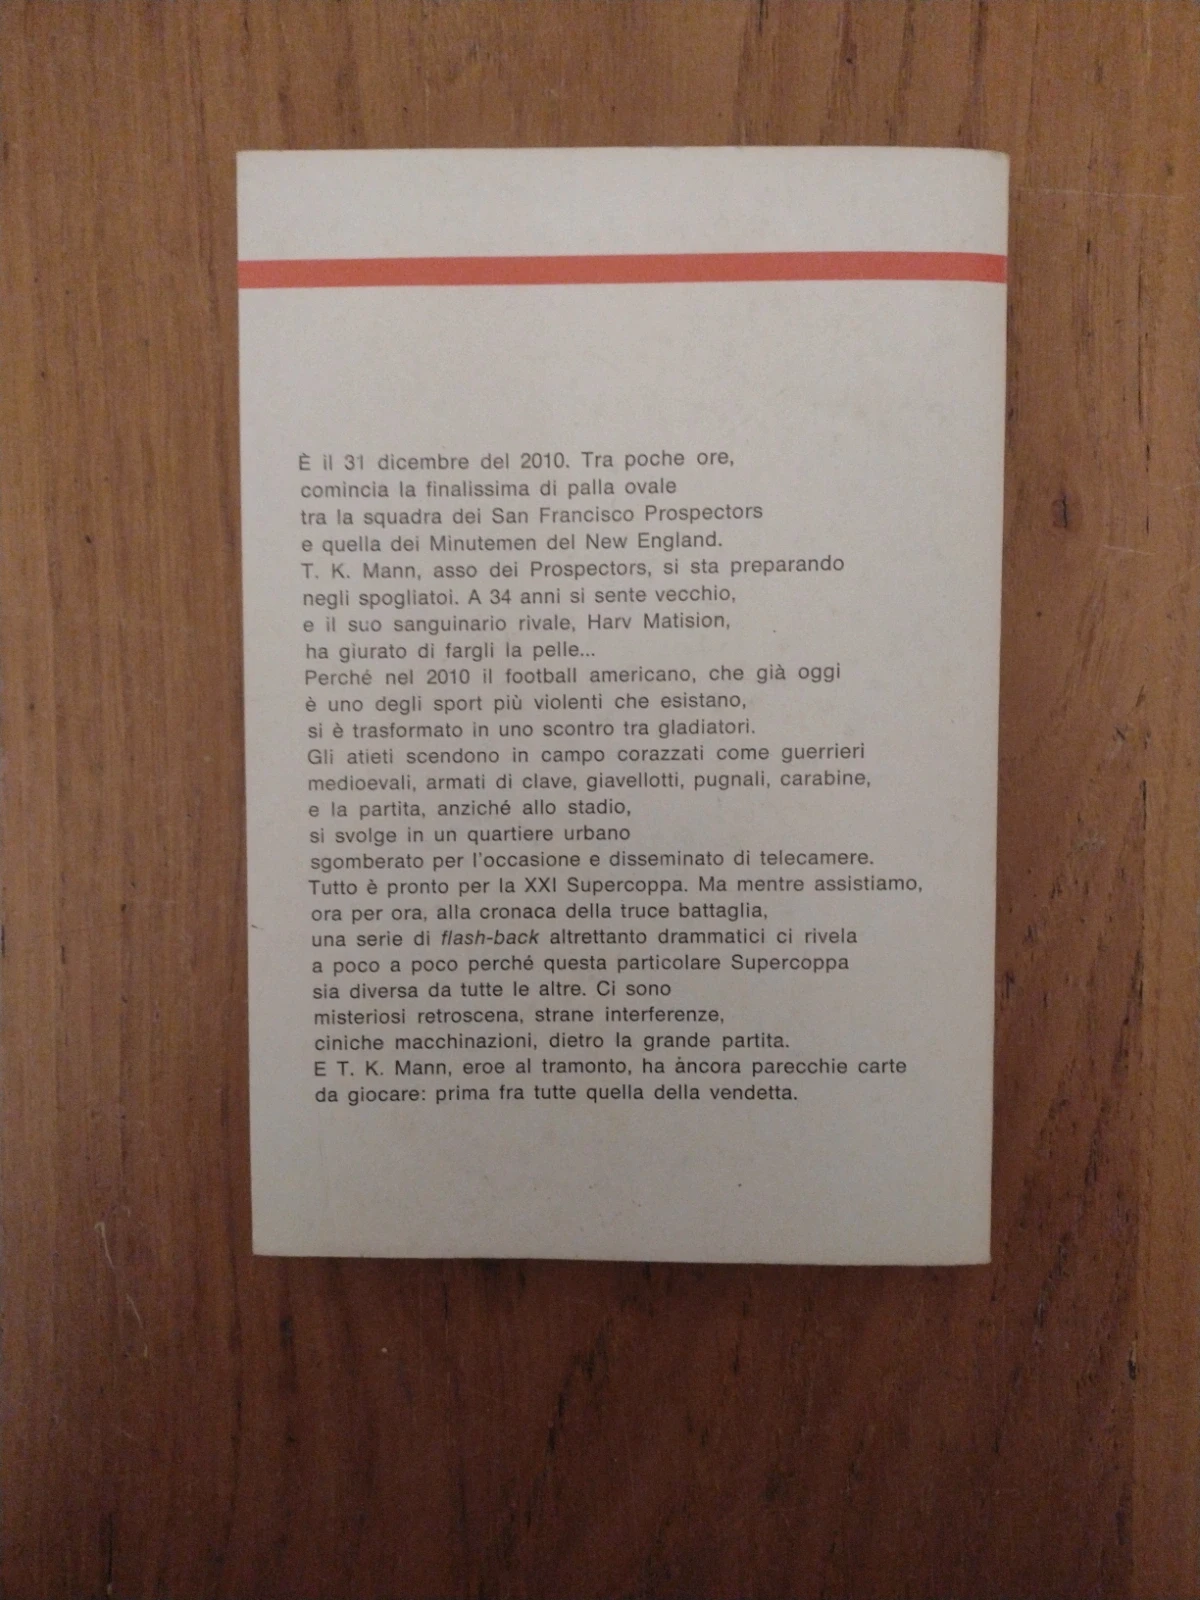 È il 31 dicembre del 2010. Tra poche ore,
comincia la finalissima di palla ovale
tra la squadra dei San Francisco Prospectors
e quella dei Minutemen del New England.
T. K. Mann, asso dei Prospectors, si sta preparando
negli spogliatoi. A 34 anni si sente vecchio,
e il suo sanguinario rivale, Harv Matision,
ha giurato di fargli la pelle...
Perché nel 2010 il football americano, che già oggi
è uno degli sport più violenti che esistano,
si è trasformato in uno scontro tra gladiatori.
Gli atleti scendono in campo corazzati come guerrieri
medioevali, armati di clave, giavellotti, pugnali, carabine,
e la partita, anziché allo stadio,
si svolge in un quartiere urbano
sgomberato per l'occasione e disseminato di telecamere.
Tutto è pronto per la XXI Supercoppa. Ma mentre assistiamo,
ora per ora, alla cronaca della truce battaglia,
una serie di flash-back altrettanto drammatici ci rivela
a poco a poco perché questa particolare Supercoppa
sia diversa da tutte le altre. Ci sono
misteriosi retroscena, strane interferenze,
ciniche macchinazioni, dietro la grande partita.
E T. K. Mann, eroe al tramonto, ha àncora parecchie carte
da giocare: prima fra tutte quella della vendetta.